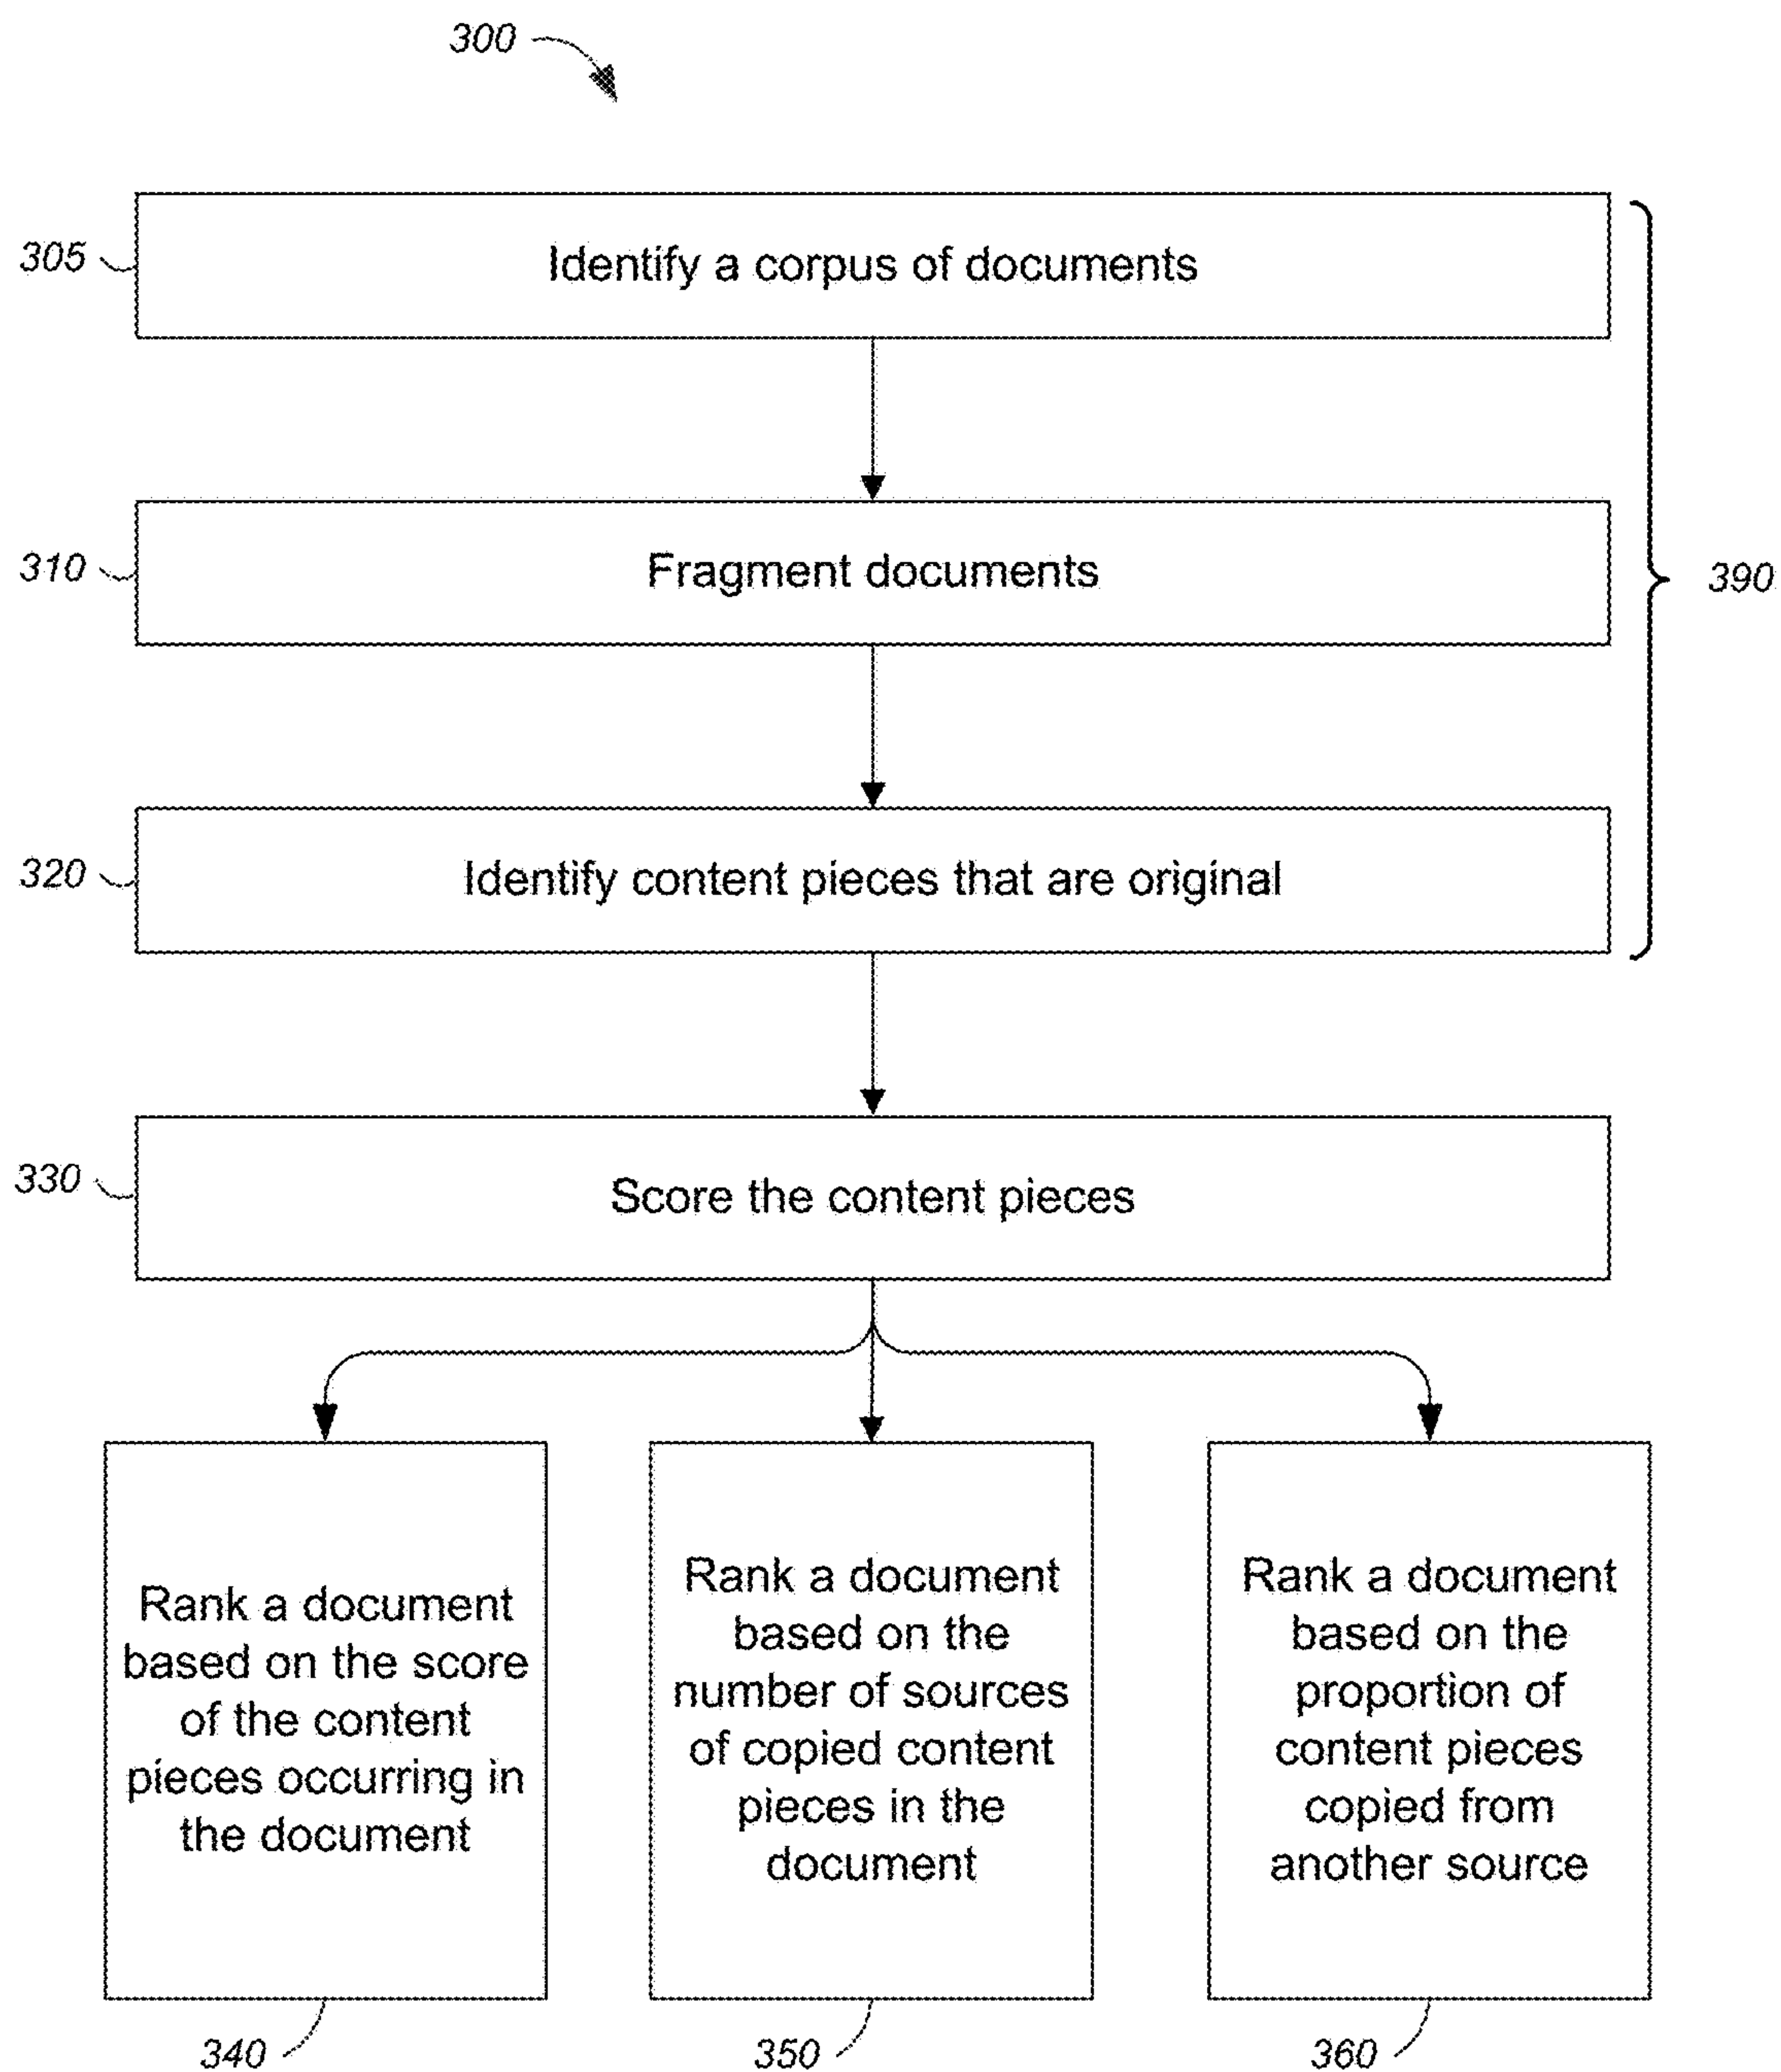 300
305
Identify a corpus of documents
310
Fragment documents
390
320
Identify content pieces that are original
330
Score the content pieces
Rank a document
based on the score
of the content
pieces occurring in
the document
Rank a document
based on the
number of sources
of copied content
pieces in the
document
Rank a document
based on the
proportion of
content pieces
copied from
another source
340
350
360